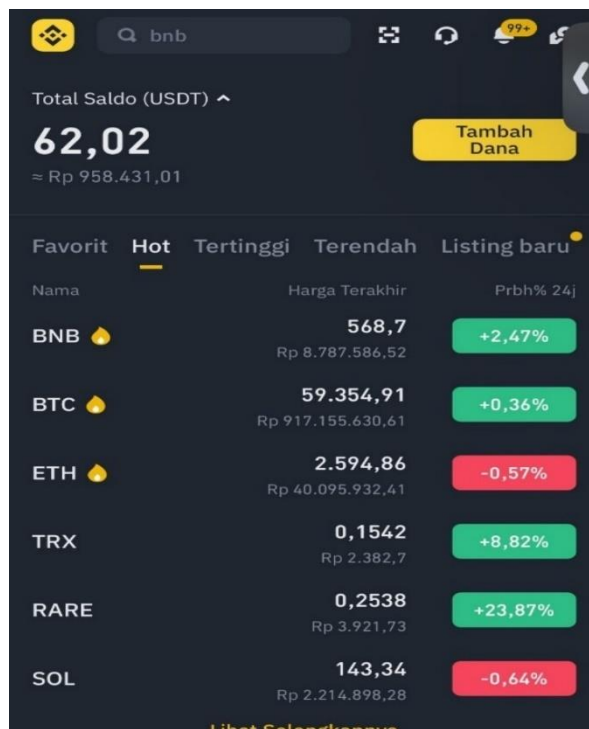 bnb
99+
Total Saldo (USDT)
62,02
Tambah
Dana
≈ Rp 958.431,01
Favorit Hot Tertinggi Terendah Listing baru
Nama Harga Terakhir Prbh% 24j
BNB 568,7 +2,47%
Rp 8.787.586,52
BTC 59.354,91 +0,36%
Rp 917.155.630,61
ETH 2.594,86 -0,57%
Rp 40.095.932,41
TRX 0,1542 +8,82%
Rp 2.382,7
RARE 0,2538 +23,87%
Rp 3.921,73
SOL 143,34 -0,64%
Rp 2.214.898,28